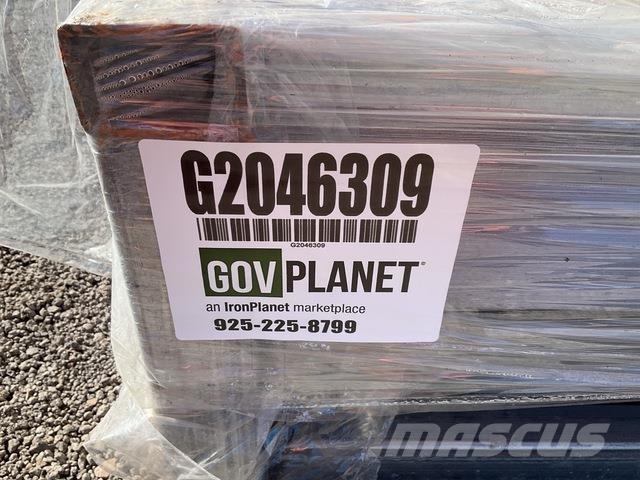 G2046309
G2046309
GOV PLANET®
an IronPlanet marketplace
925-225-8799
MASCUS